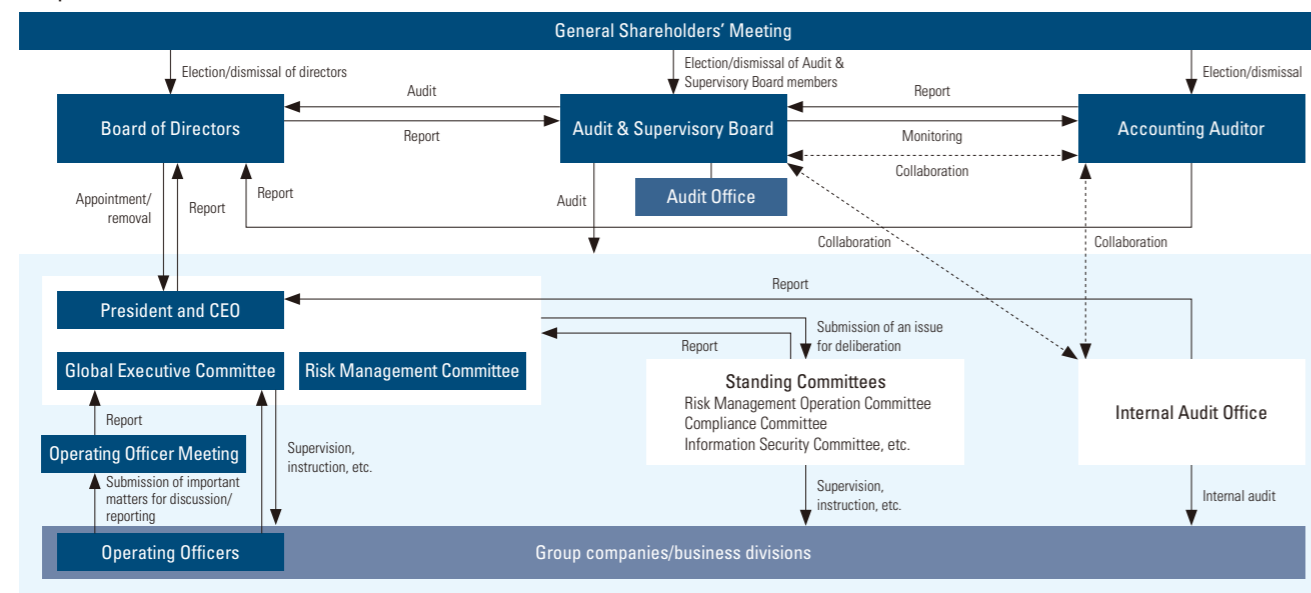 General Shareholders’ Meeting
Election/dismissal of directors
Election/dismissal of Audit &
Supervisory Board members
Election/dismissal
Audit
Report
Board of Directors
Report
Audit & Supervisory Board
Monitoring
Accounting Auditor
Collaboration
Audit Office
Appointment/
removal
Report
Report
Audit
Collaboration
Collaboration
President and CEO
Report
Submission of an issue
for deliberation
Report
Global Executive Committee
Risk Management Committee
Standing Committees
Risk Management Operation Committee
Compliance Committee
Information Security Committee, etc.
Internal Audit Office
Report
Operating Officer Meeting
Supervision,
instruction, etc.
Submission of important
matters for discussion/
reporting
Supervision,
instruction, etc.
Internal audit
Operating Officers
Group companies/business divisions